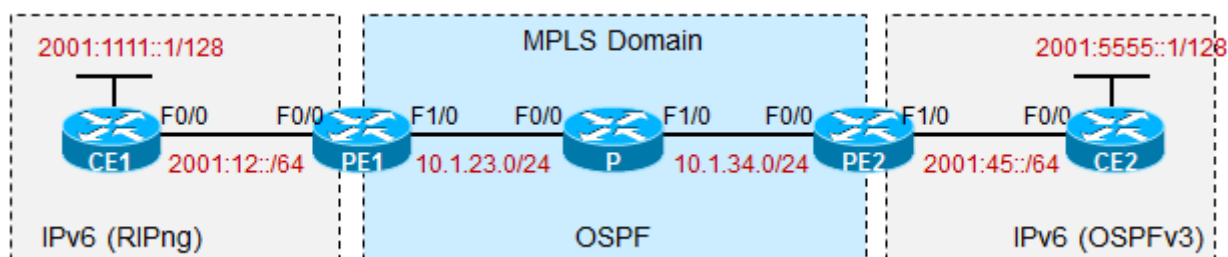 MPLS Domain
2001:1111::1/128
2001:5555::1/128
F0/0
F0/0
F1/0
F0/0
F1/0
F0/0
F1/0
F0/0
CE1
PE1
P
PE2
CE2
2001:12::/64
10.1.23.0/24
10.1.34.0/24
2001:45::/64
IPv6 (RIPng)
OSPF
IPv6 (OSPFv3)